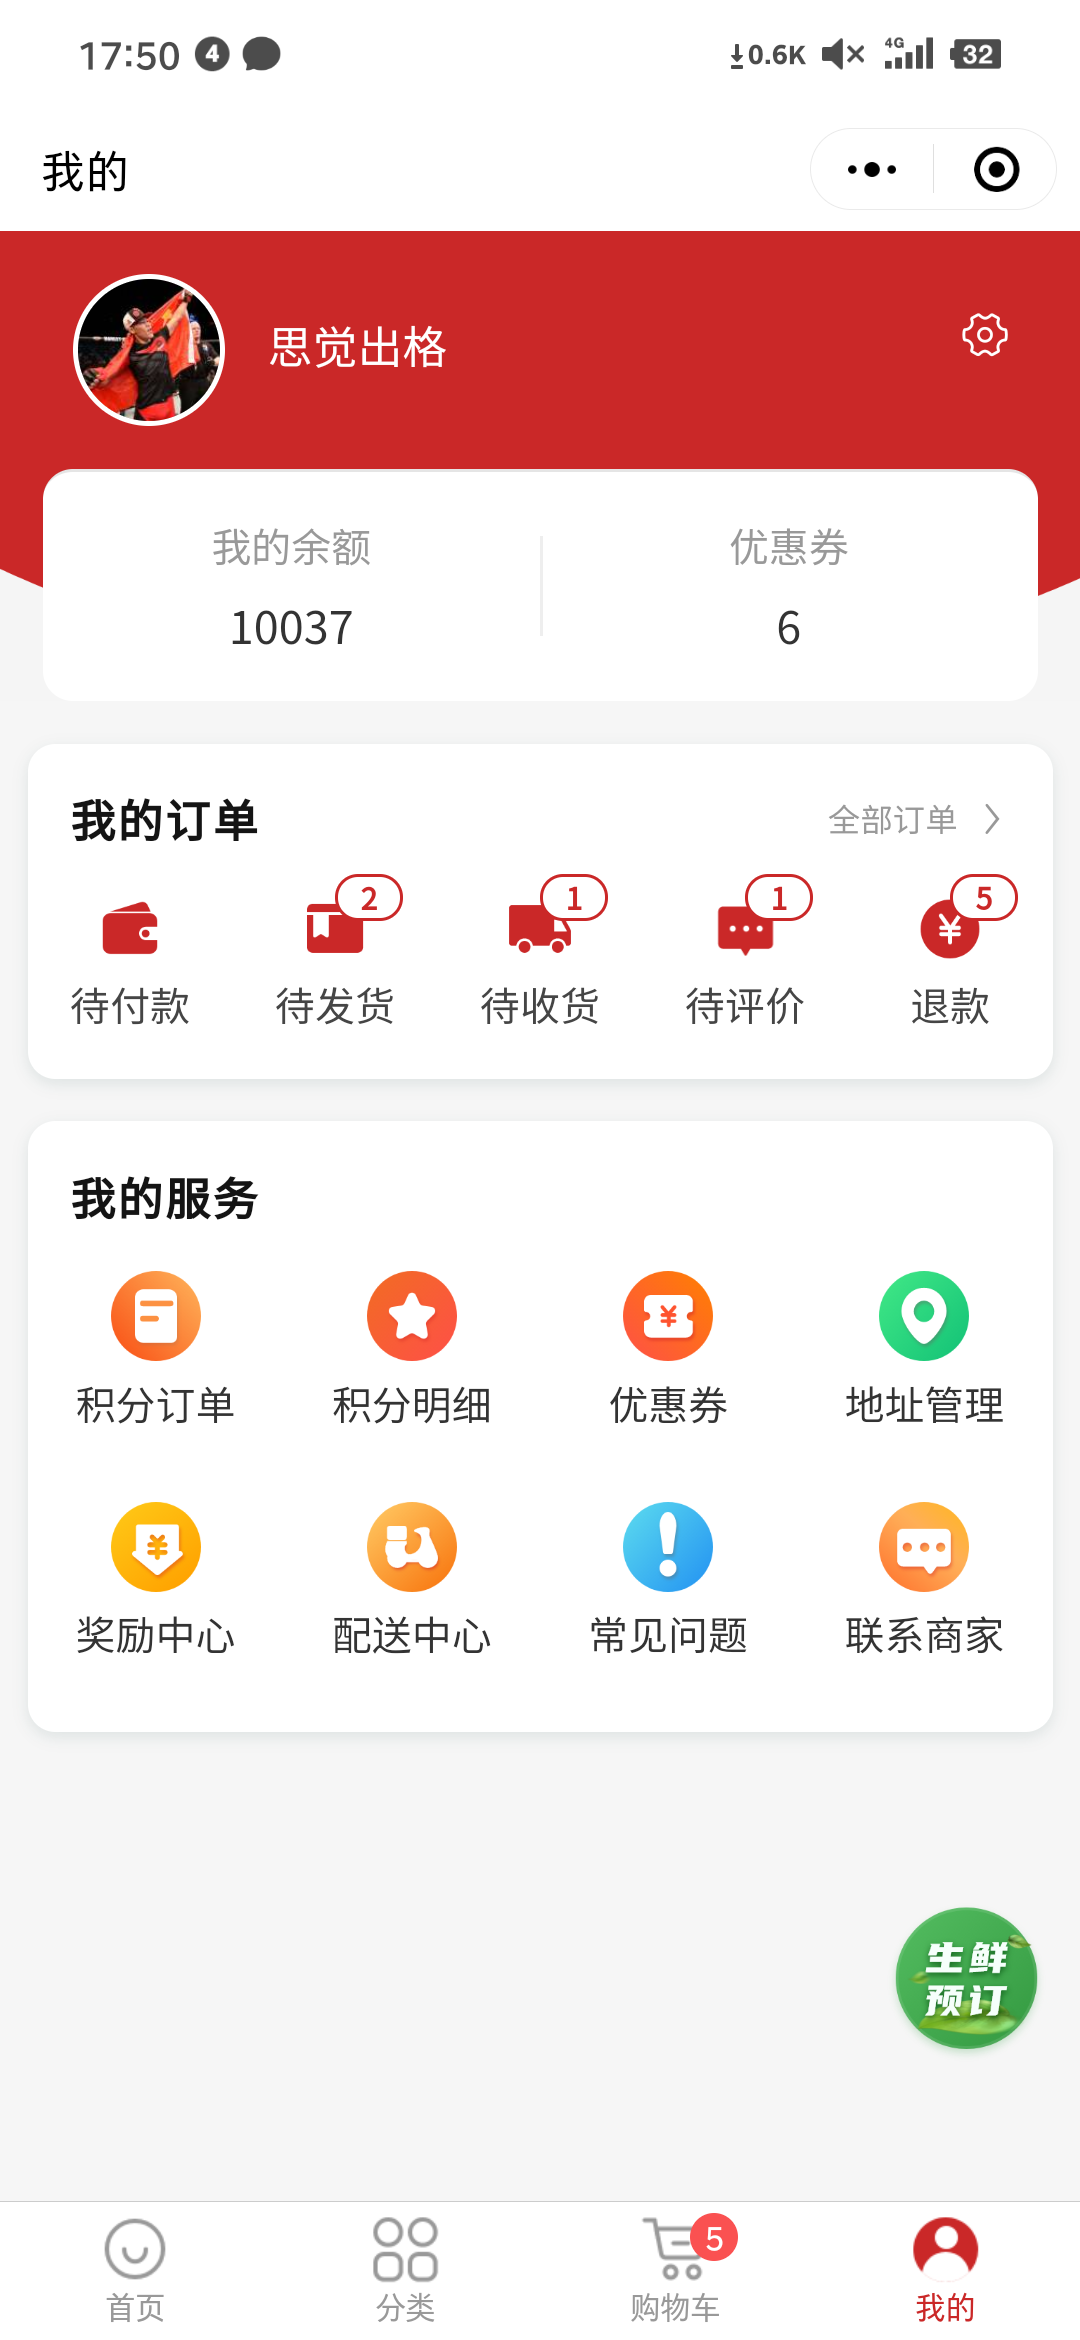 17:50 4 0.6K 4G 32
我的
思觉出格
我的余额 优惠券
10037 6
我的订单 全部订单
2 1 1 5
待付款 待发货 待收货 待评价 退款
我的服务
积分订单 积分明细 优惠券 地址管理
奖励中心 配送中心 常见问题 联系商家
生鲜
预订
5
首页 分类 购物车 我的